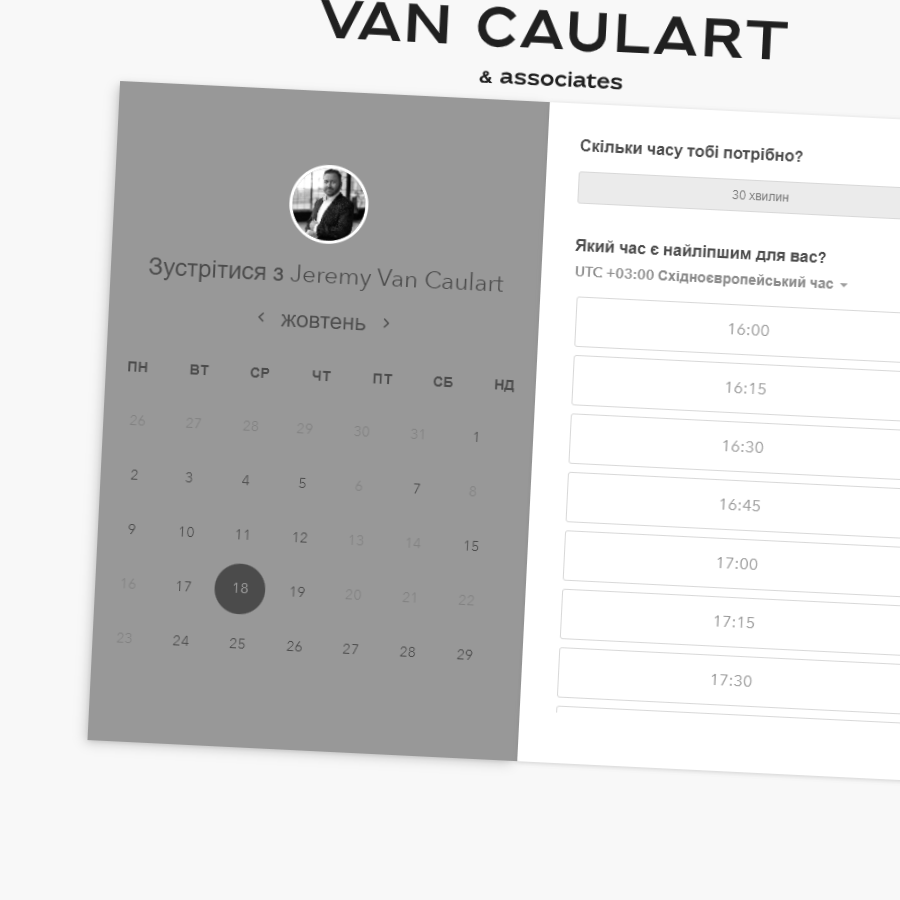 VAN CAULART
& associates
Зустрітися з Jeremy Van Caulart
‹ жовтень ›
ПН ВТ СР ЧТ ПТ СБ НД
26 27 28 29 30 31 1
2 3 4 5 6 7 8
9 10 11 12 13 14 15
16 17 18 19 20 21 22
23 24 25 26 27 28 29
Скільки часу тобі потрібно?
30 хвилин
Який час є найліпшим для вас?
UTC +03:00 Східноєвропейський час
16:00
16:15
16:30
16:45
17:00
17:15
17:30